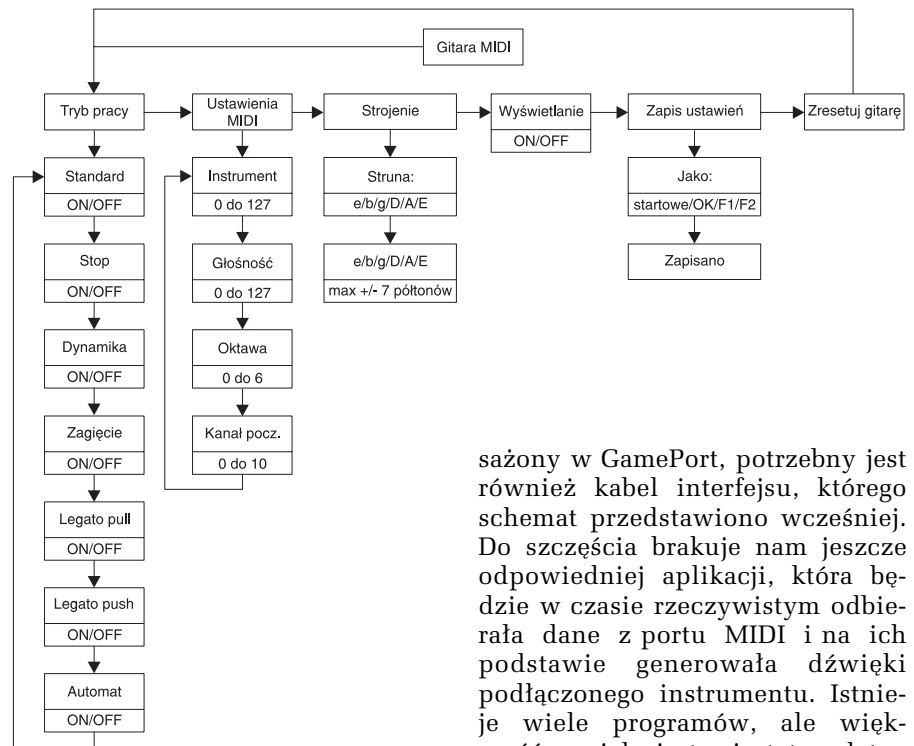 Gitara MIDI
Tryb pracy
Ustawienia
MIDI
Strojenie
Wyświetlanie
ON/OFF
Zapis ustawień
Zresetuj gitarę
Standard
ON/OFF
Stop
ON/OFF
Dynamika
ON/OFF
Zagięcie
ON/OFF
Legato pull
ON/OFF
Legato push
ON/OFF
Automat
ON/OFF
Instrument
0 do 127
Głośność
0 do 127
Oktawa
0 do 6
Kanał pocz.
0 do 10
Struna:
e/b/g/D/A/E
e/b/g/D/A/E
max +/- 7 półtonów
Jako:
startowe/OK/F1/F2
Zapisano
sażony w GamePort, potrzebny jest
również kabel interfejsu, którego
schemat przedstawiono wcześniej.
Do szczęścia brakuje nam jeszcze
odpowiedniej aplikacji, która bę-
dzie w czasie rzeczywistym odbie-
rała dane z portu MIDI i na ich
podstawie generowała dźwięki
podłączonego instrumentu. Istnie-
je wiele programów, ale więk-